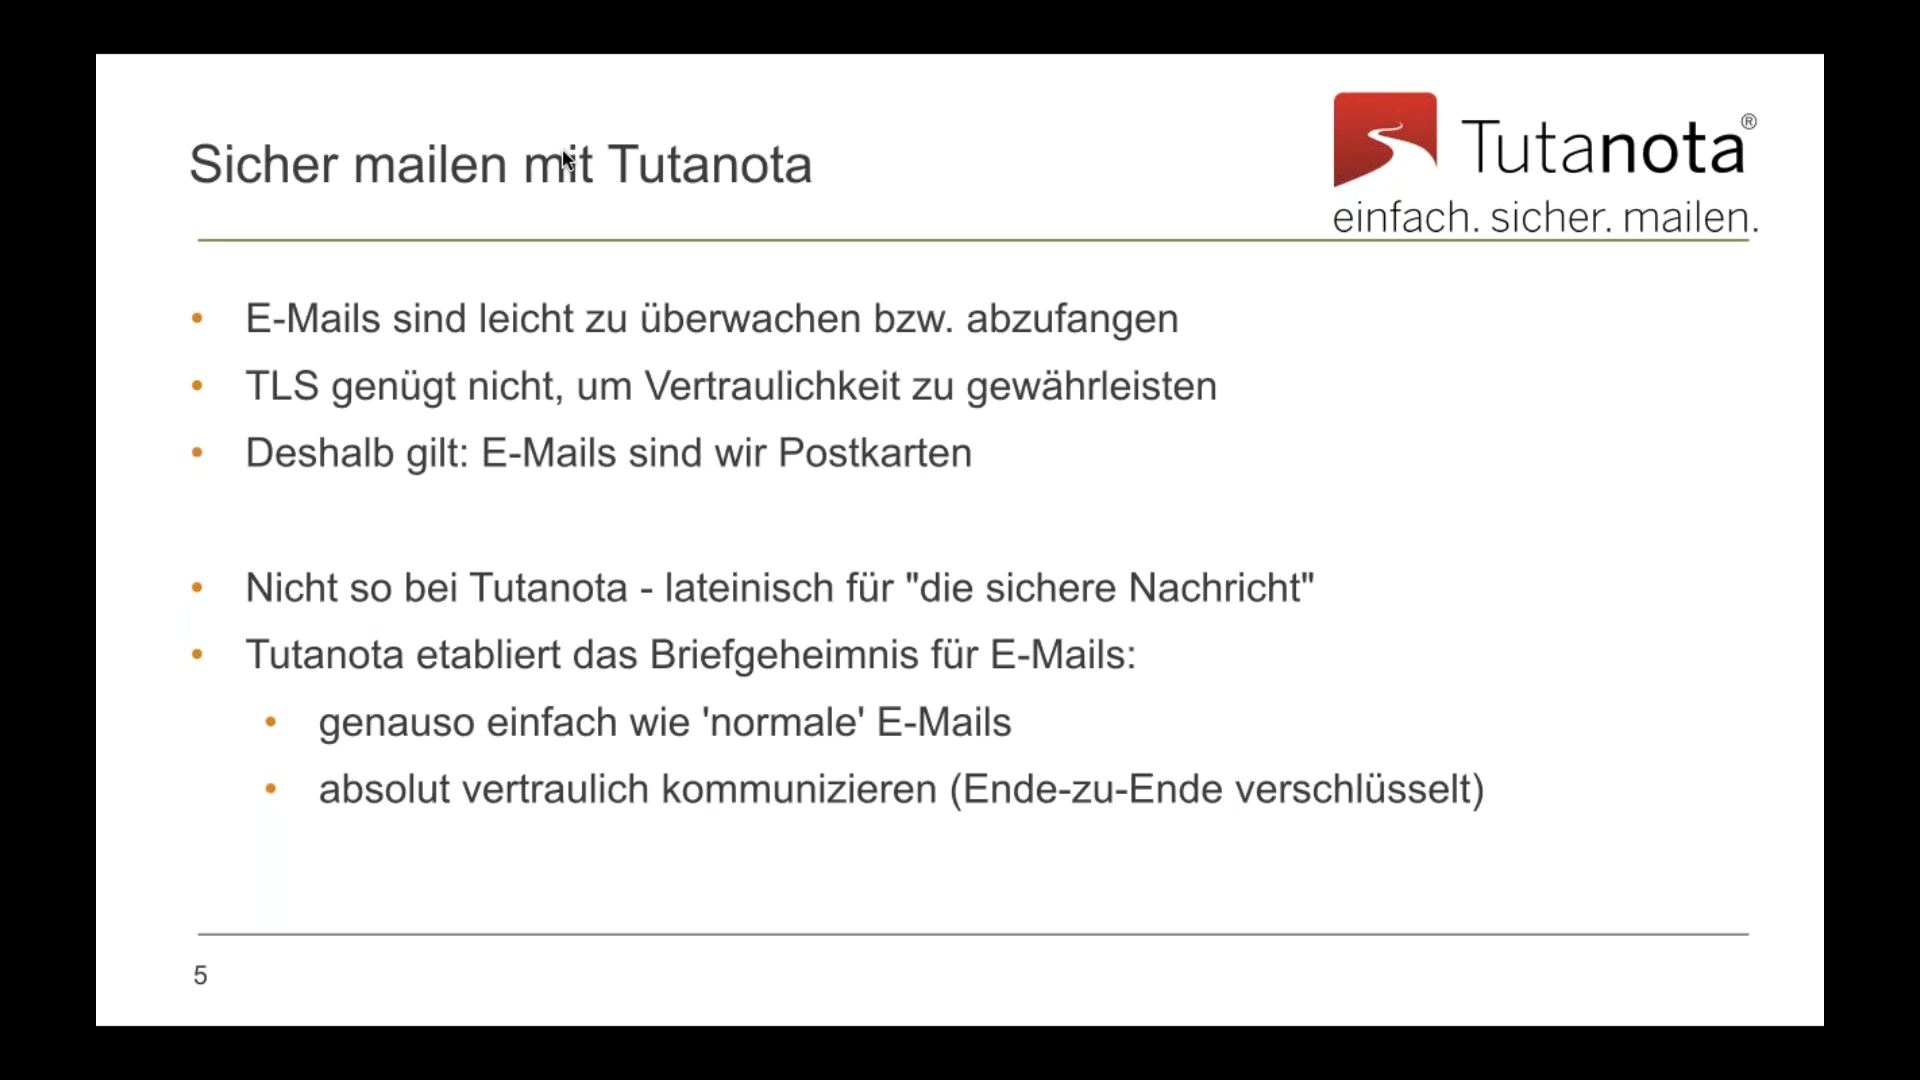 Sicher mailen mit Tutanota
Tutanota®
einfach. sicher. mailen.
• E-Mails sind leicht zu überwachen bzw. abzufangen
• TLS genügt nicht, um Vertraulichkeit zu gewährleisten
• Deshalb gilt: E-Mails sind wir Postkarten
• Nicht so bei Tutanota - lateinisch für "die sichere Nachricht"
• Tutanota etabliert das Briefgeheimnis für E-Mails:
• genauso einfach wie 'normale' E-Mails
• absolut vertraulich kommunizieren (Ende-zu-Ende verschlüsselt)
5